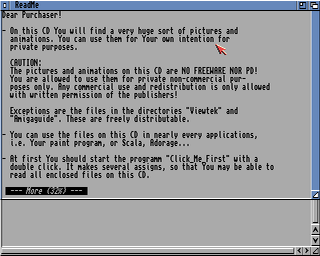 ReadMe
Dear Purchaser!
- On this CD You will find a very huge sort of pictures and
animations. You can use them for Your own intention for
private purposes.
CAUTION:
The pictures and animations on this CD are NO FREEWARE NOR PD!
You are allowed to use them for private non-commercial pur-
poses only. Any commercial use and redistribution is only allowed
with written permission of the publishers!
Exceptions are the files in the directories "Viewtek" and
"Amigaguide". These are freely distributable.
- You can use the files on this CD in nearly every applications,
i.e. Your paint program, or Scala, Adorage...
- At first You should start the programm "Click_Me_First" with a
double click. It makes several assigns, so that You may be able to
read all enclosed files on this CD.
--- More (32%) ---